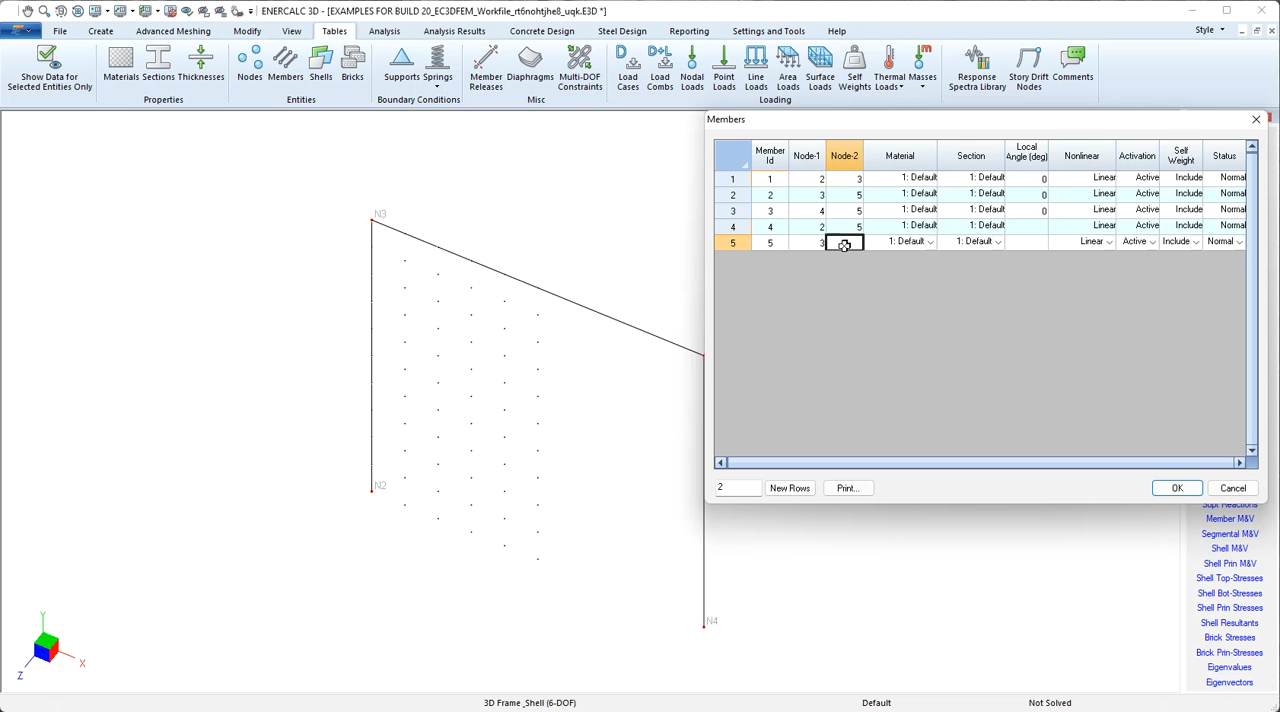 ENERCALC 3D - [EXAMPLES FOR BUILD 20_EC3DFEM_Workfile_rt6nohtjhe8_uqk.E3D *]
File Create Advanced Meshing Modify View Tables Analysis Analysis Results Concrete Design Steel Design Reporting Settings and Tools Help Style
Show Data for Selected Entities Only
Materials Sections Thicknesses
Properties
Nodes Members Shells Bricks
Entities
Supports Springs
Boundary Conditions
Member Releases Diaphragms Multi-DOF Constraints
Misc
Load Cases Load Combs Nodal Loads Point Loads Line Loads Area Loads Surface Loads Self Weights Thermal Loads Masses
Loading
Response Spectra Library Story Drift Nodes Comments
Members
Member Id Node-1 Node-2 Material Section Local Angle (deg) Nonlinear Activation Self Weight Status
1 1 2 3 1: Default 1: Default 0 Linear Active Include Normal
2 2 3 5 1: Default 1: Default 0 Linear Active Include Normal
3 3 4 5 1: Default 1: Default 0 Linear Active Include Normal
4 4 2 5 1: Default 1: Default Linear Active Include Normal
5 5 3 1: Default 1: Default Linear Active Include Normal
2 New Rows Print... OK Cancel
N3
N2
N4
Y
X
Z
Supt Reactions
Member M&V
Segmental M&V
Shell M&V
Shell Prin M&V
Shell Top-Stresses
Shell Bot-Stresses
Shell Prin Stresses
Shell Resultants
Brick Stresses
Brick Prin-Stresses
Eigenvalues
Eigenvectors
3D Frame_Shell (6-DOF) Default Not Solved